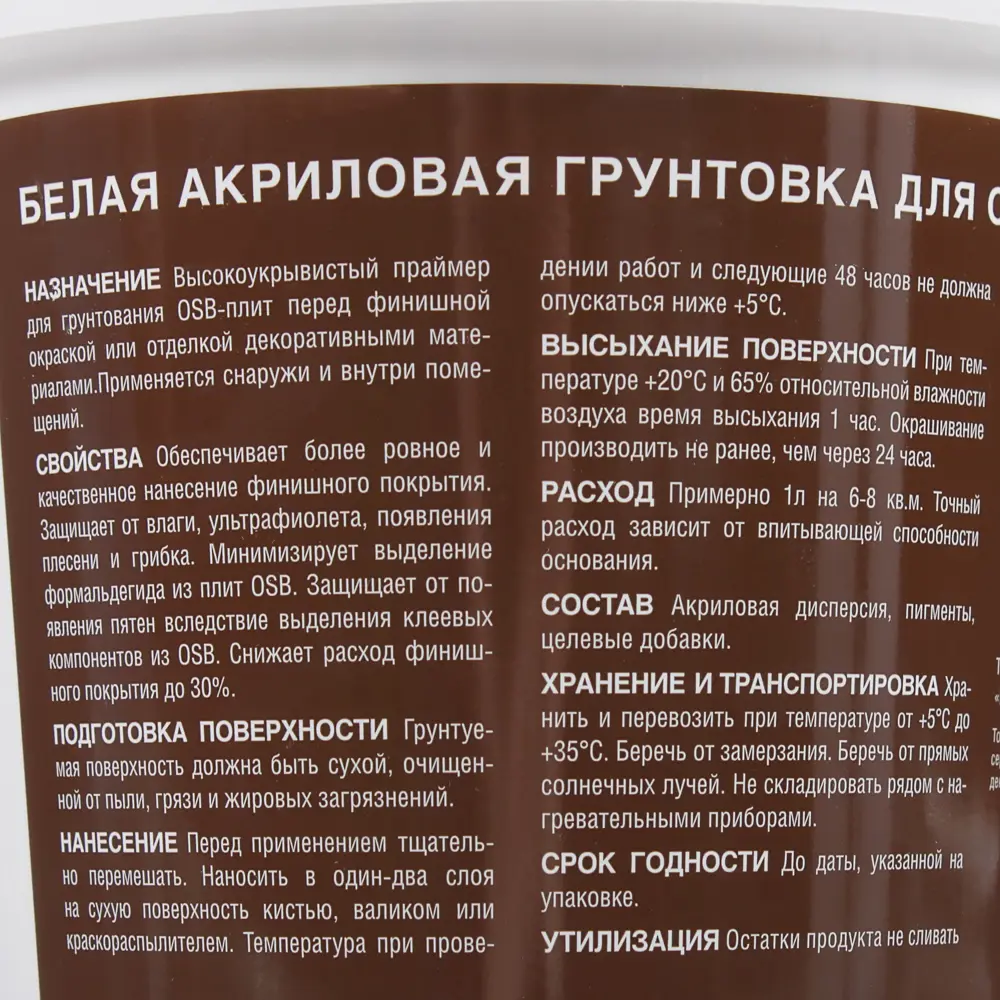 БЕЛАЯ АКРИЛОВАЯ ГРУНТОВКА ДЛЯ
НАЗНАЧЕНИЕ Высокоукрывистый праймер
для грунтования OSB-плит перед финишной
окраской или отделкой декоративными мате-
риалами.Применяется снаружи и внутри поме-
щений.
СВОЙСТВА Обеспечивает более ровное и
качественное нанесение финишного покрытия.
Защищает от влаги, ультрафиолета, появления
плесени и грибка. Минимизирует выделение
формальдегида из плит OSB. Защищает от по-
явления пятен вследствие выделения клеевых
компонентов из OSB. Снижает расход финиш-
ного покрытия до 30%.
ПОДГОТОВКА ПОВЕРХНОСТИ Грунтуе-
мая поверхность должна быть сухой, очищен-
ной от пыли, грязи и жировых загрязнений.
НАНЕСЕНИЕ Перед применением тщатель-
но перемешать. Наносить в один-два слоя
на сухую поверхность кистью, валиком или
краскораспылителем. Температура при прове-
дении работ и следующие 48 часов не должна
опускаться ниже +5°С.
ВЫСЫХАНИЕ ПОВЕРХНОСТИ При тем-
пературе +20°С и 65% относительной влажности
воздуха время высыхания 1 час. Окрашивание
производить не ранее, чем через 24 часа.
РАСХОД Примерно 1л на 6-8 кв.м. Точный
расход зависит от впитывающей способности
основания.
СОСТАВ Акриловая дисперсия, пигменты,
целевые добавки.
ХРАНЕНИЕ И ТРАНСПОРТИРОВКА Хра-
нить и перевозить при температуре от +5°С до
+35°С. Беречь от замерзания. Беречь от прямых
солнечных лучей. Не складировать рядом с на-
гревательными приборами.
СРОК ГОДНОСТИ До даты, указанной на
упаковке.
УТИЛИЗАЦИЯ Остатки продукта не сливать